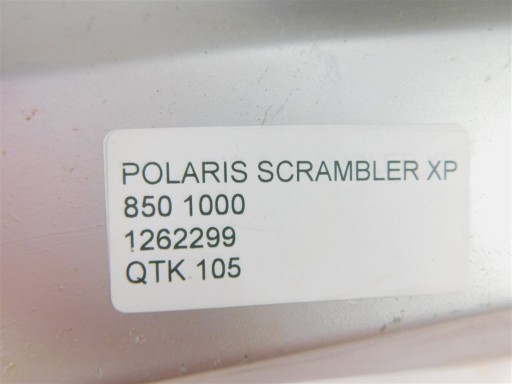 POLARIS SCRAMBLER XP
850 1000
1262299
QTK 105